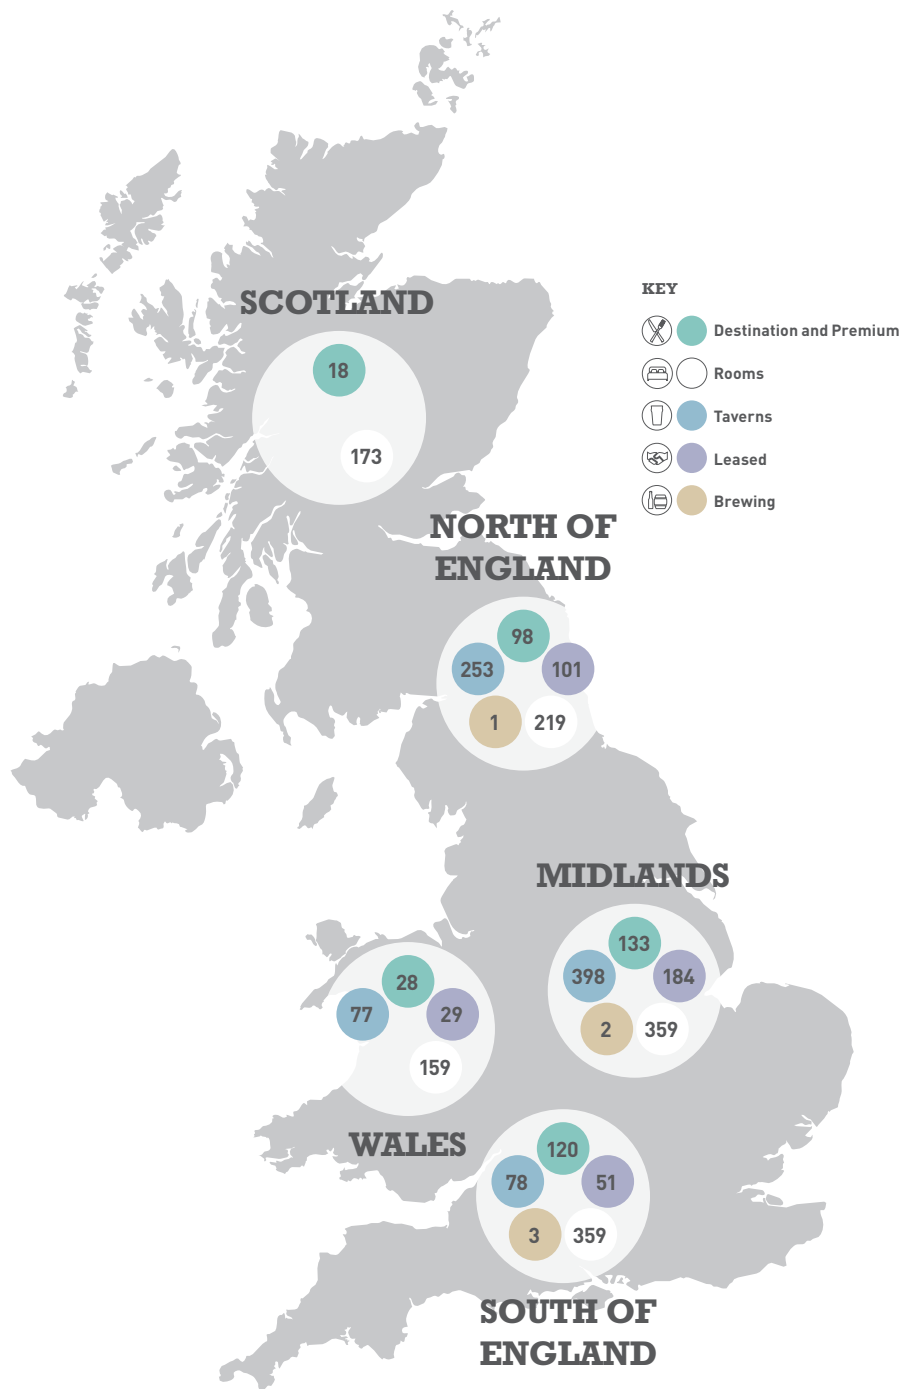 SCOTLAND
18
173
KEY
Destination and Premium
Rooms
Taverns
Leased
Brewing
NORTH OF
ENGLAND
98
253
101
1
219
MIDLANDS
133
398
184
2
359
28
77
29
159
WALES
120
78
51
3
359
SOUTH OF
ENGLAND